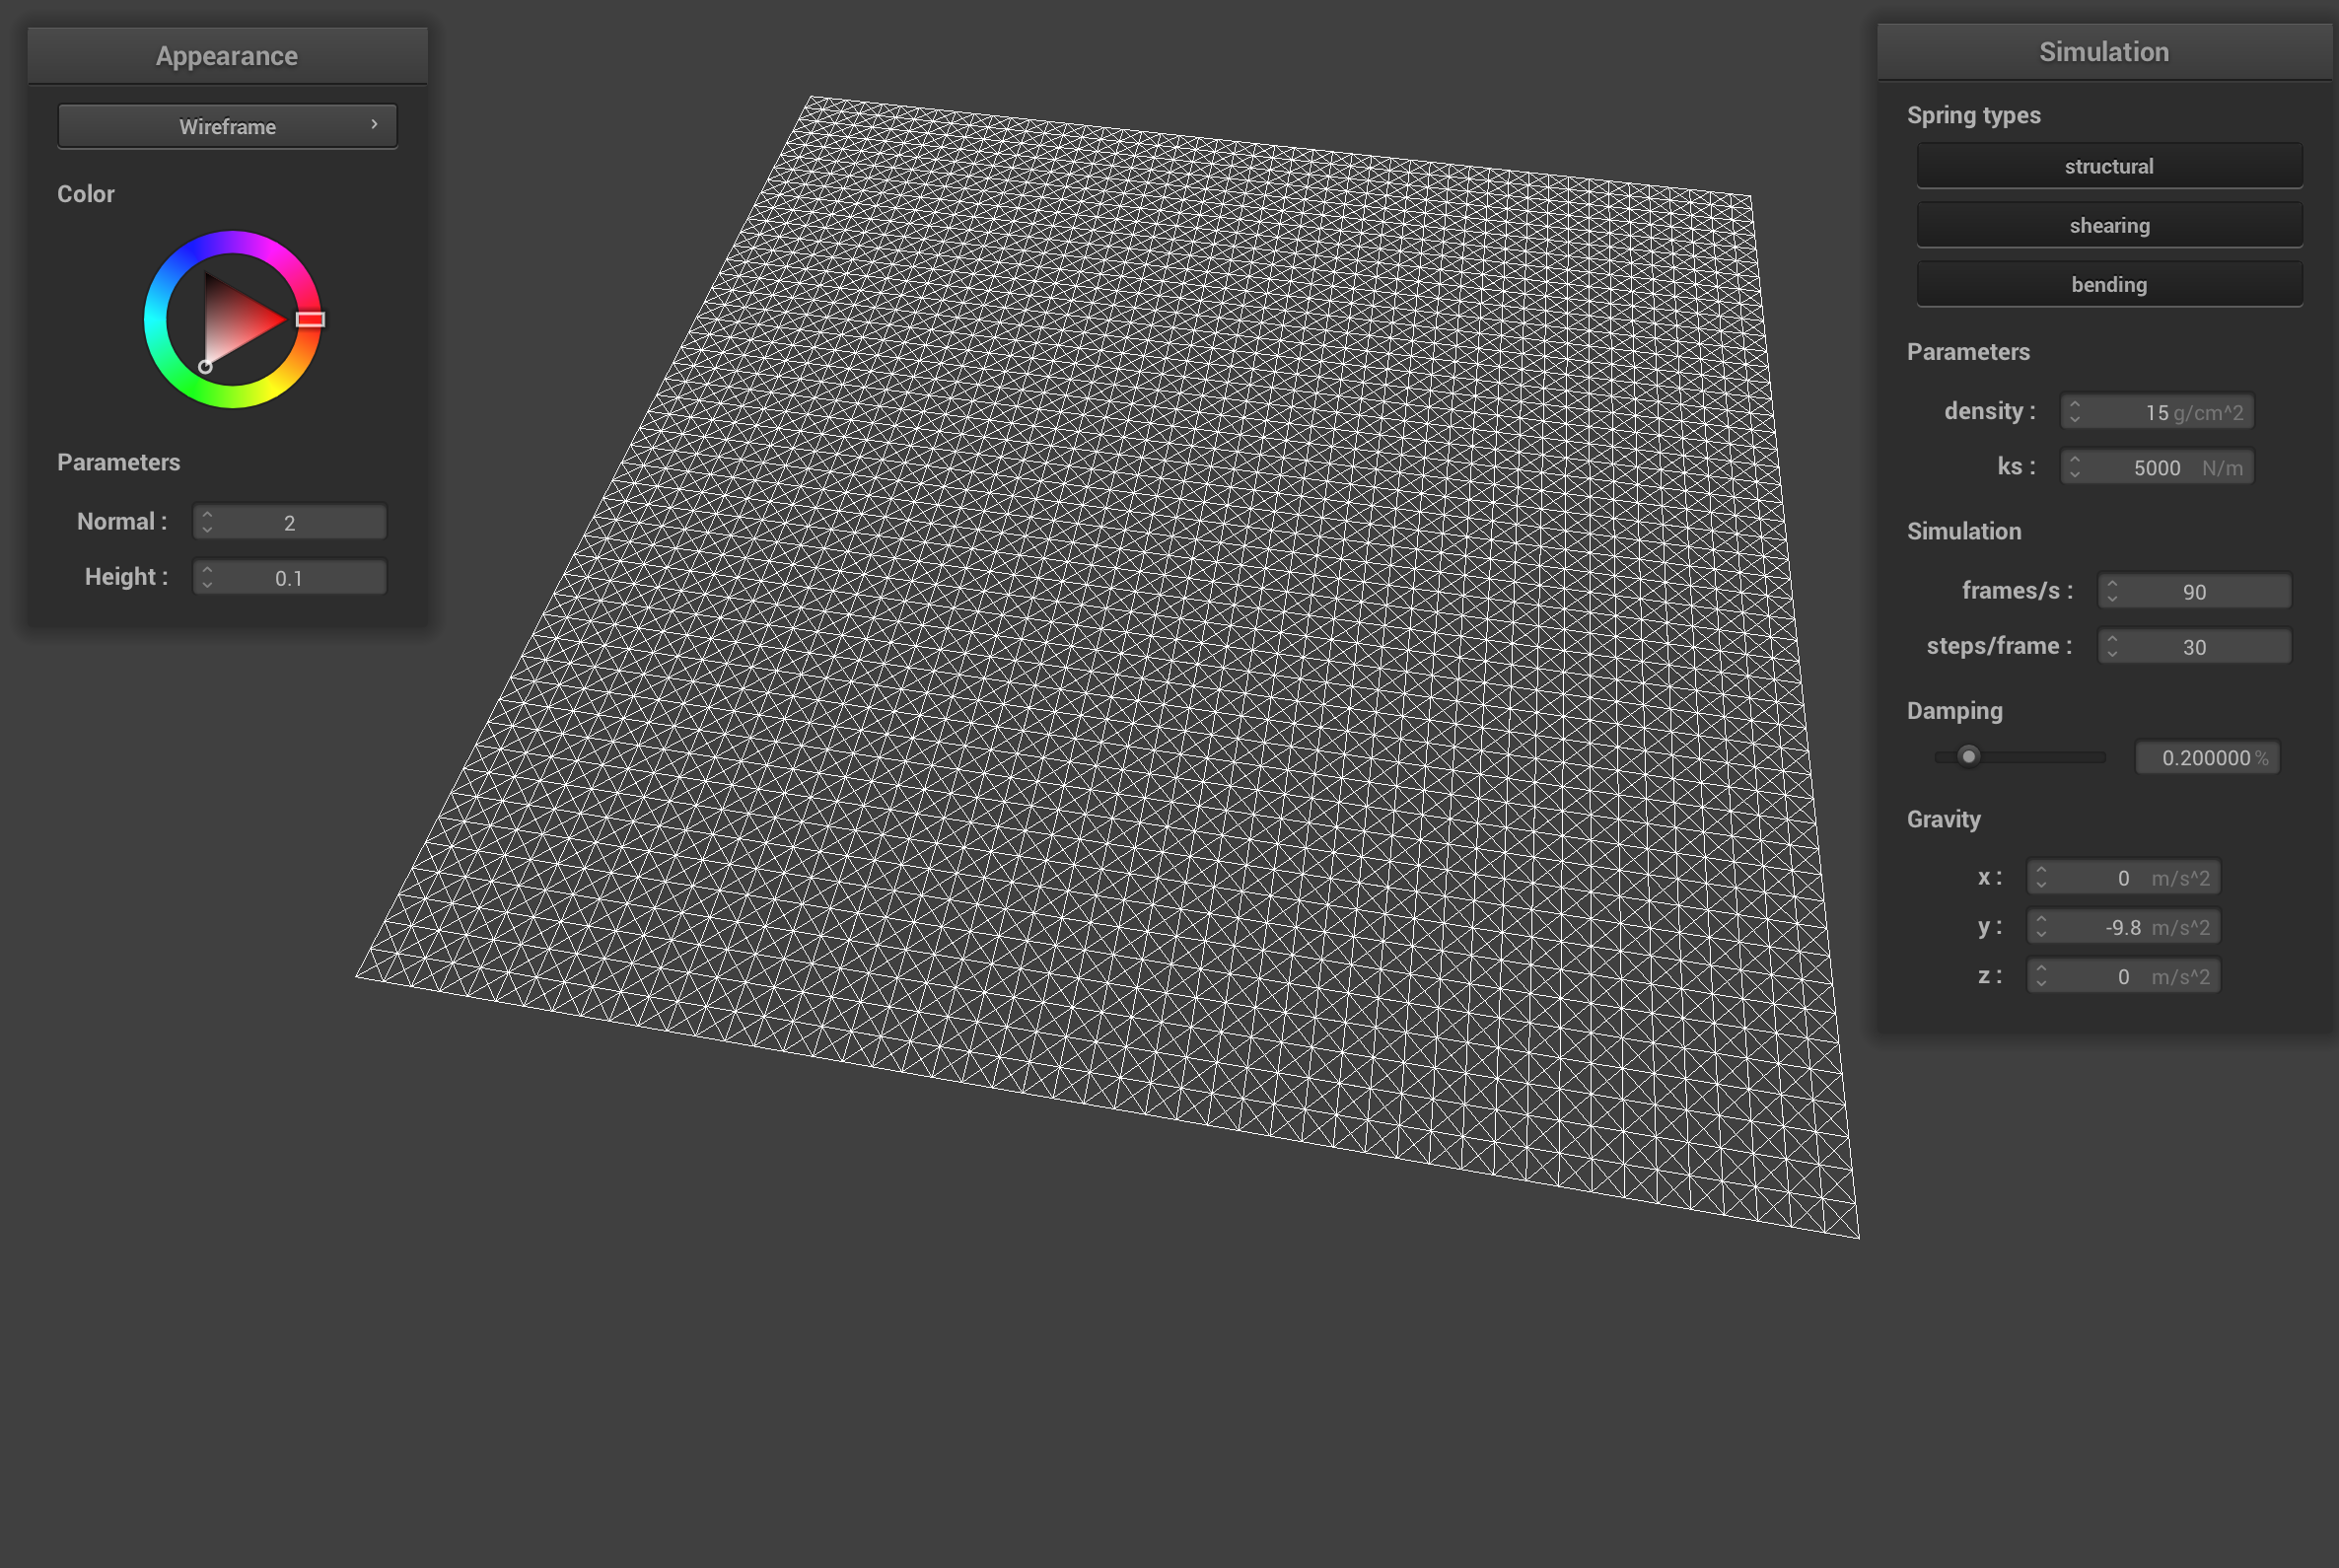 Appearance
Wireframe
Color
Parameters
Normal : 2
Height : 0.1
Simulation
Spring types
structural
shearing
bending
Parameters
density : 15 g/cm^2
ks : 5000 N/m
Simulation
frames/s : 90
steps/frame : 30
Damping
0.200000 %
Gravity
x : 0 m/s^2
y : -9.8 m/s^2
z : 0 m/s^2